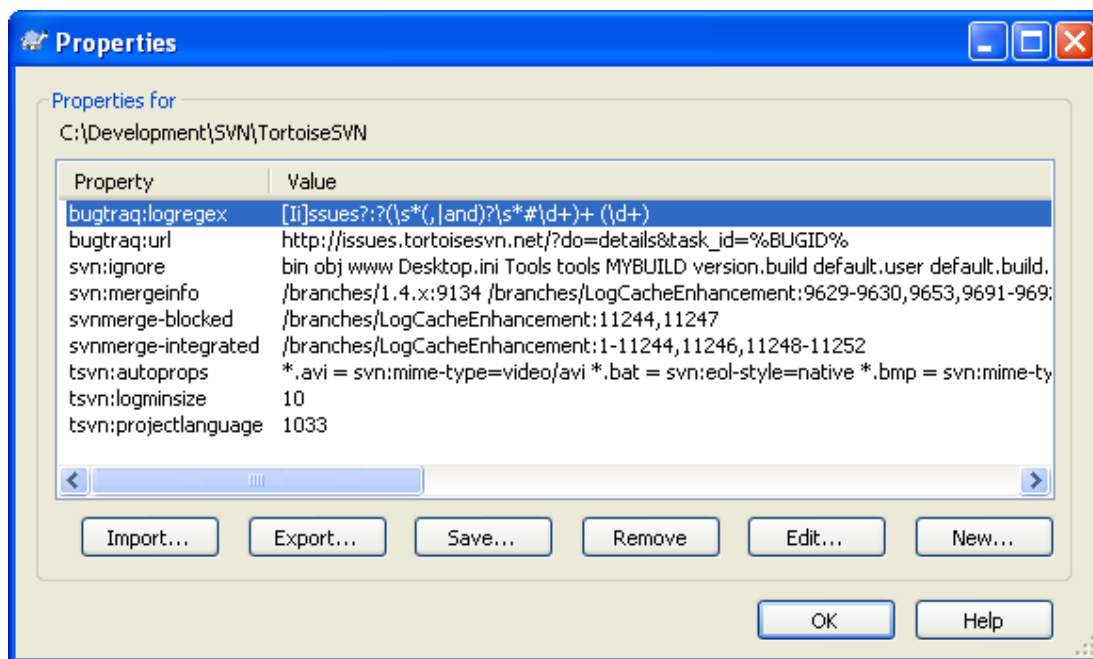 Properties
Properties for
C:\Development\SVN\TortoiseSVN
Property Value
bugtraq:logregex [Ii]ssues?:?(\s*(,|and)?\s*#\d+)+ (\d+)
bugtraq:url http://issues.tortoisesvn.net/?do=details&task_id=%BUGID%
svn:ignore bin obj www Desktop.ini Tools tools MYBUILD version.build default.user default.build.
svn:mergeinfo /branches/1.4.x:9134 /branches/LogCacheEnhancement:9629-9630,9653,9691-969
svnmerge-blocked /branches/LogCacheEnhancement:11244,11247
svnmerge-integrated /branches/LogCacheEnhancement:1-11244,11246,11248-11252
tsvn:autoprops *.avi = svn:mime-type=video/avi *.bat = svn:eol-style=native *.bmp = svn:mime-ty
tsvn:logminsize 10
tsvn:projectlanguage 1033
Import... Export... Save... Remove Edit... New...
OK Help